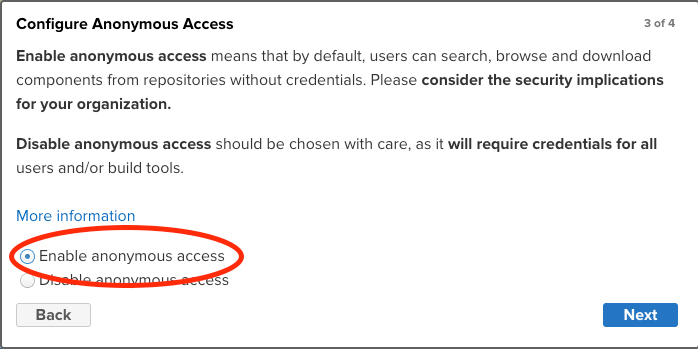 Configure Anonymous Access
3 of 4
Enable anonymous access means that by default, users can search, browse and download
components from repositories without credentials. Please consider the security implications
for your organization.
Disable anonymous access should be chosen with care, as it will require credentials for all
users and/or build tools.
More information
Enable anonymous access
Disable anonymous access
Back
Next